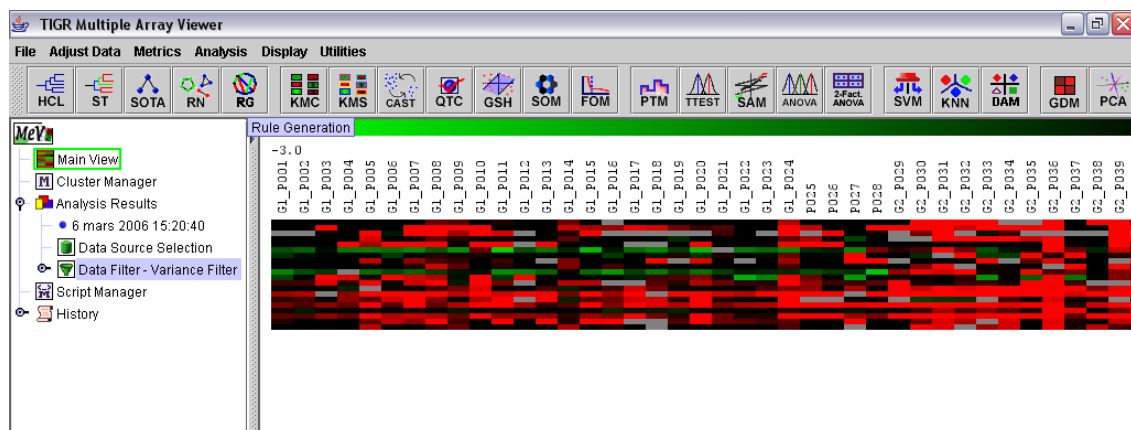 TIGR Multiple Array Viewer
File Adjust Data Metrics Analysis Display Utilities
HCL ST SOTA RN RG KMC KMS CAST QTC GSH SOM FOM PTM TTEST SAM ANOVA 2-Fact. ANOVA SVM KNN DAM GDM PCA
MeV
Rule Generation
Main View
-3.0
Cluster Manager
Analysis Results
6 mars 2006 15:20:40
Data Source Selection
Data Filter - Variance Filter
Script Manager
History
G1_P001 G1_P002 G1_P003 G1_P004 G1_P005 G1_P006 G1_P007 G1_P008 G1_P009 G1_P010 G1_P011 G1_P012 G1_P013 G1_P014 G1_P015 G1_P016 G1_P017 G1_P018 G1_P019 G1_P020 G1_P021 G1_P022 G1_P023 G1_P024 P025 P026 P027 P028 G2_P029 G2_P030 G2_P031 G2_P032 G2_P033 G2_P034 G2_P035 G2_P036 G2_P037 G2_P038 G2_P039